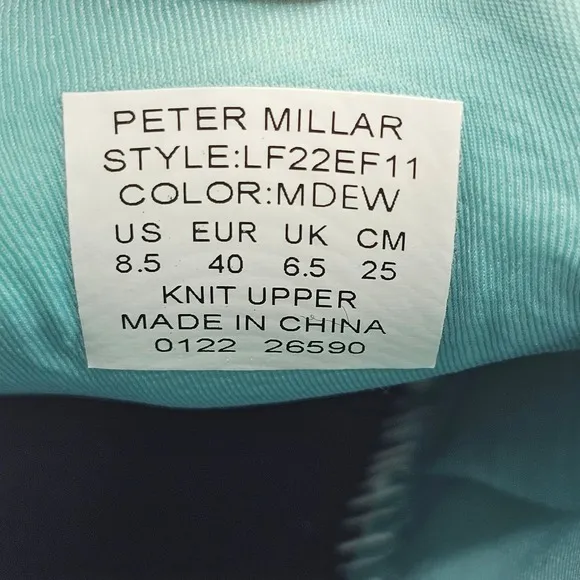 PETER MILLAR
STYLE:LF22EF11
COLOR:MDEW
US EUR UK CM
8.5 40 6.5 25
KNIT UPPER
MADE IN CHINA
0122 26590